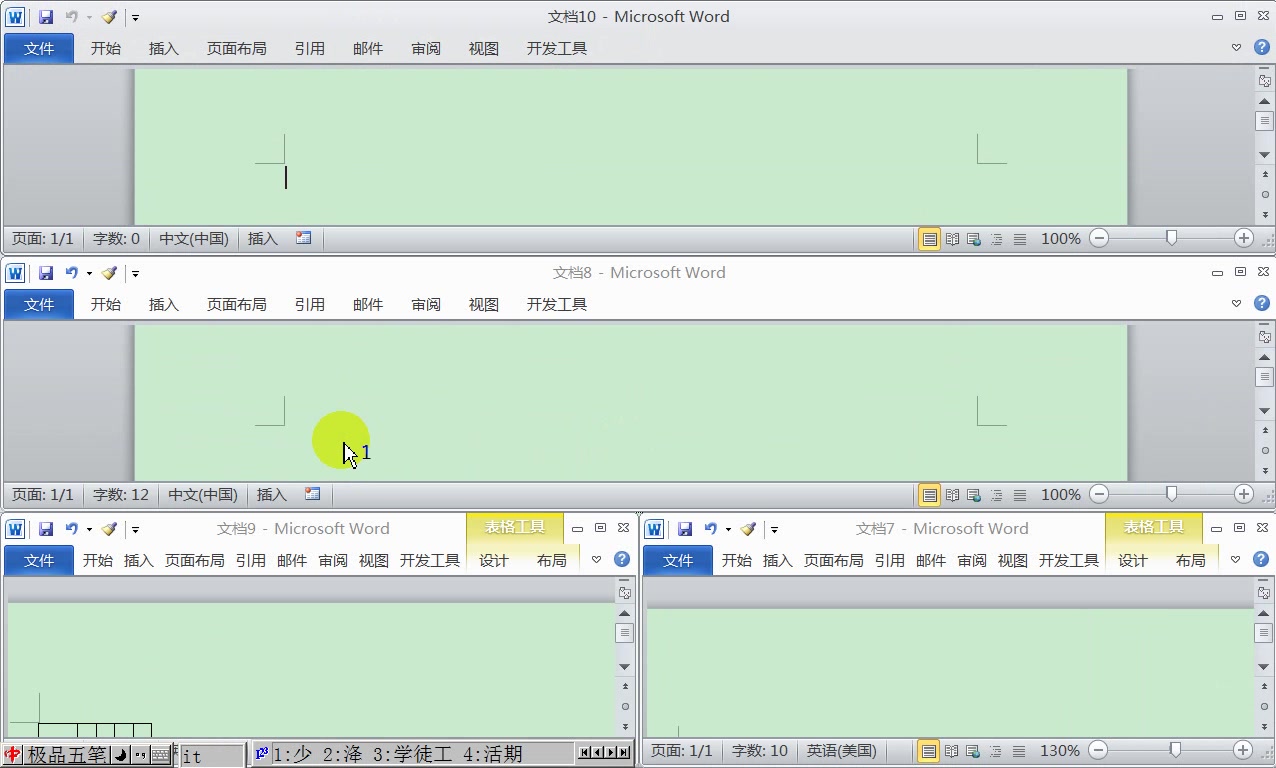 文档10 - Microsoft Word
文件 开始 插入 页面布局 引用 邮件 审阅 视图 开发工具
页面: 1/1 字数: 0 中文(中国) 插入 100%
文档8 - Microsoft Word
文件 开始 插入 页面布局 引用 邮件 审阅 视图 开发工具
1
页面: 1/1 字数: 12 中文(中国) 插入 100%
文档9 - Microsoft Word 表格工具
文件 开始 插入 页面布局 引用 邮件 审阅 视图 开发工具 设计 布局
文档7 - Microsoft Word 表格工具
文件 开始 插入 页面布局 引用 邮件 审阅 视图 开发工具 设计 布局
中 极品五笔 it 1:少 2:洚 3:学徒工 4:活期
页面: 1/1 字数: 10 英语(美国) 130%